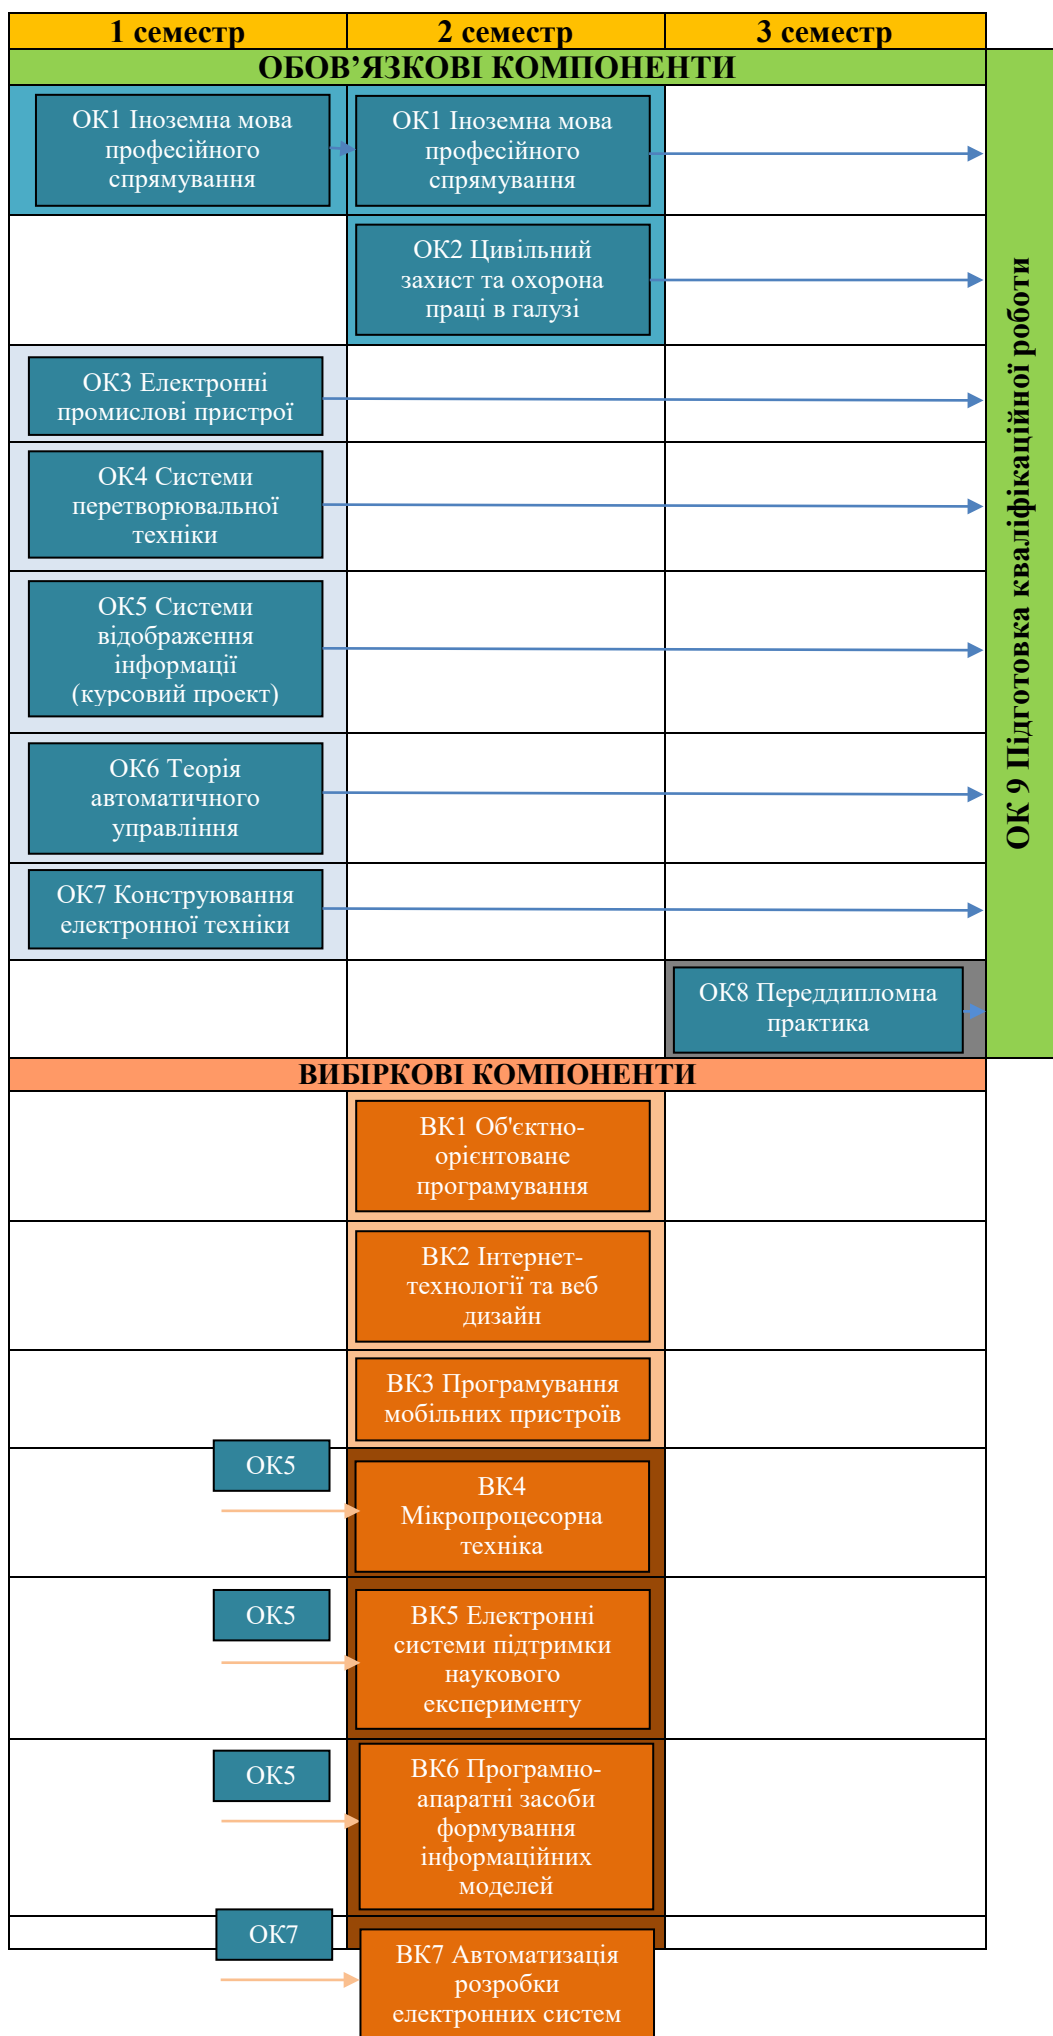 1 семестр
2 семестр
3 семестр
ОБОВ’ЯЗКОВІ КОМПОНЕНТИ
ОК1 Іноземна мова
професійного
спрямування
ОК1 Іноземна мова
професійного
спрямування
ОК2 Цивільний
захист та охорона
праці в галузі
ОК3 Електронні
промислові пристрої
ОК4 Системи
перетворювальної
техніки
ОК5 Системи
відображення
інформації
(курсовий проект)
ОК6 Теорія
автоматичного
управління
ОК7 Конструювання
електронної техніки
ОК8 Переддипломна
практика
ОК 9 Підготовка кваліфікаційної роботи
ВИБІРКОВІ КОМПОНЕНТИ
ВК1 Об'єктно-
орієнтоване
програмування
ВК2 Інтернет-
технології та веб
дизайн
ВК3 Програмування
мобільних пристроїв
ОК5
ВК4
Мікропроцесорна
техніка
ОК5
ВК5 Електронні
системи підтримки
наукового
експерименту
ОК5
ВК6 Програмно-
апаратні засоби
формування
інформаційних
моделей
ОК7
ВК7 Автоматизація
розробки
електронних систем